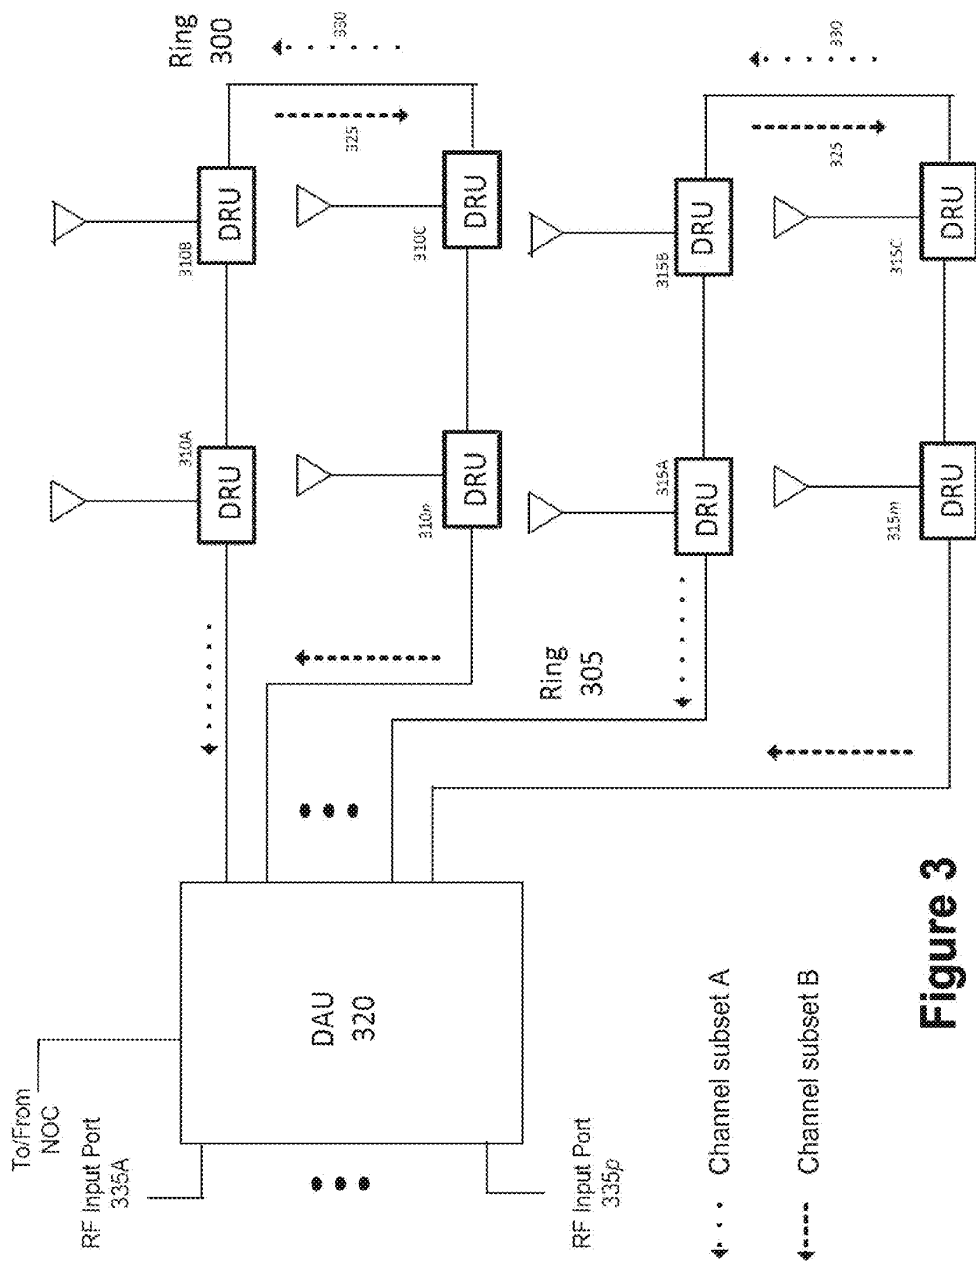 To/From
NOC
RF Input Port
335A
RF Input Port
335p
DAU
320
Ring
300
Ring
305
310A
DRU
310B
DRU
310C
DRU
310n
DRU
315A
DRU
315B
DRU
315C
DRU
315m
DRU
325
330
325
330
Channel subset A
Channel subset B
Figure 3